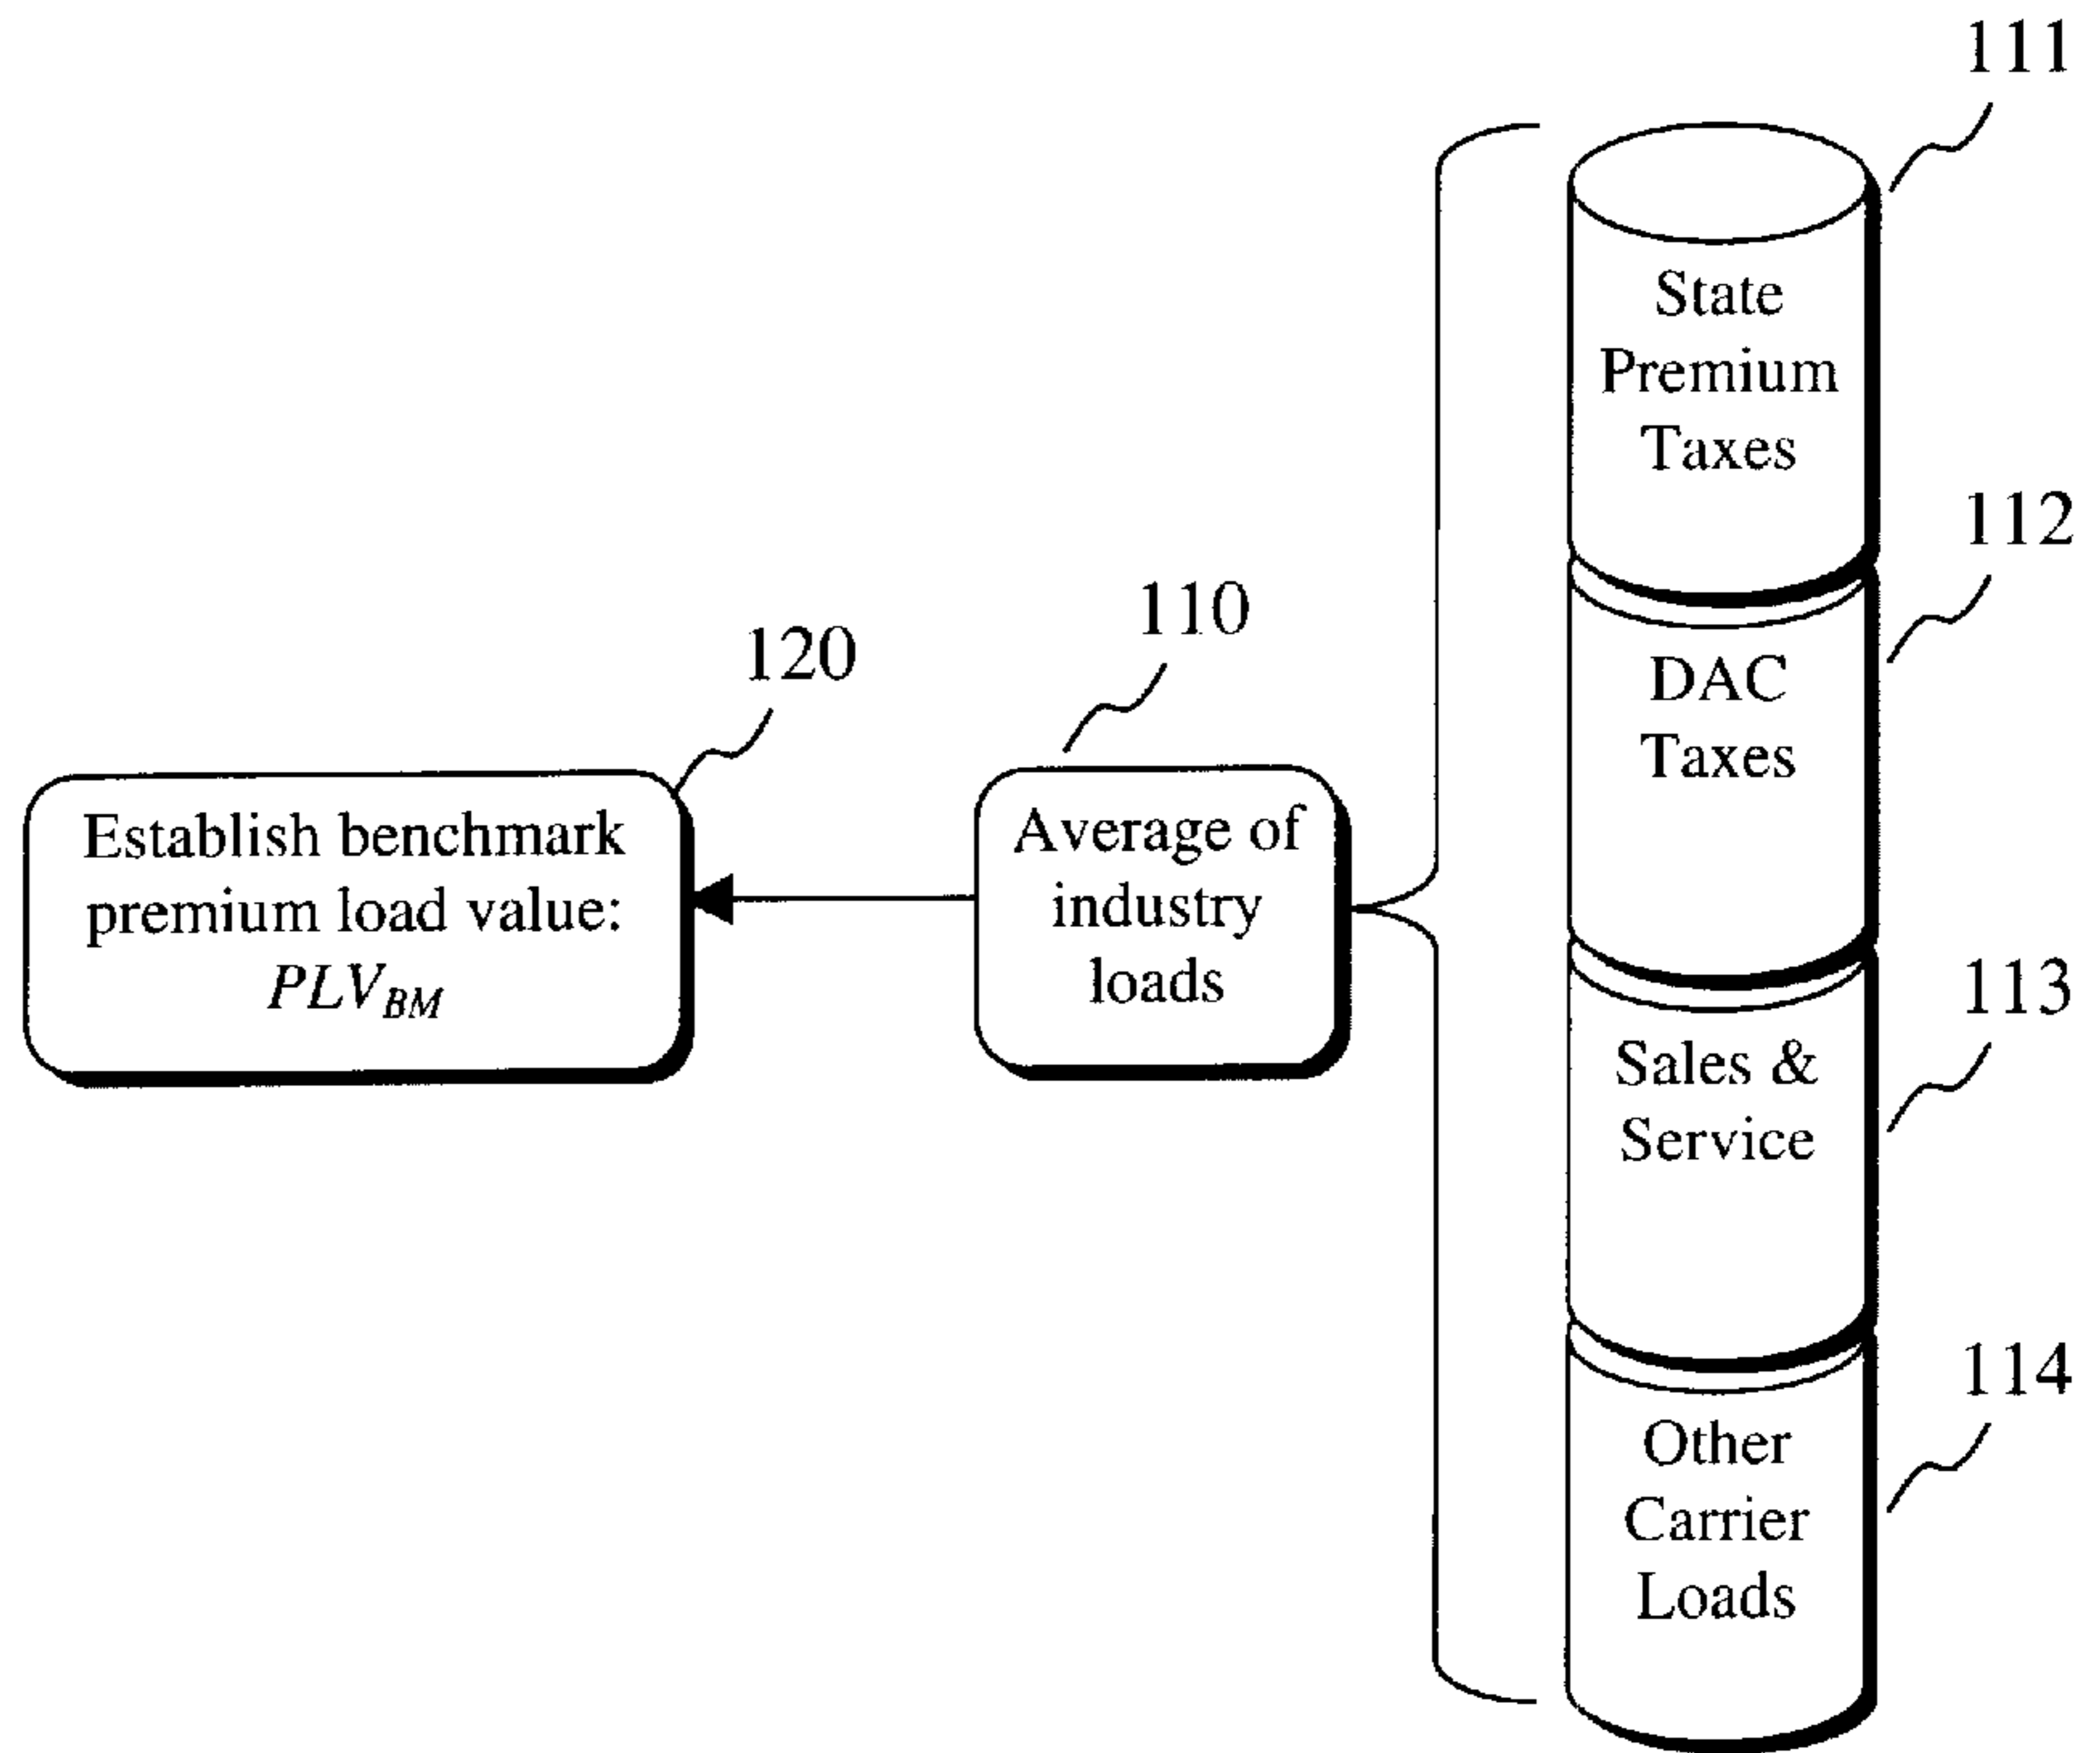 111
State
Premium
Taxes
112
DAC
Taxes
110
120
Establish benchmark
premium load value:
PLV_BM
Average of
industry
loads
113
Sales &
Service
114
Other
Carrier
Loads